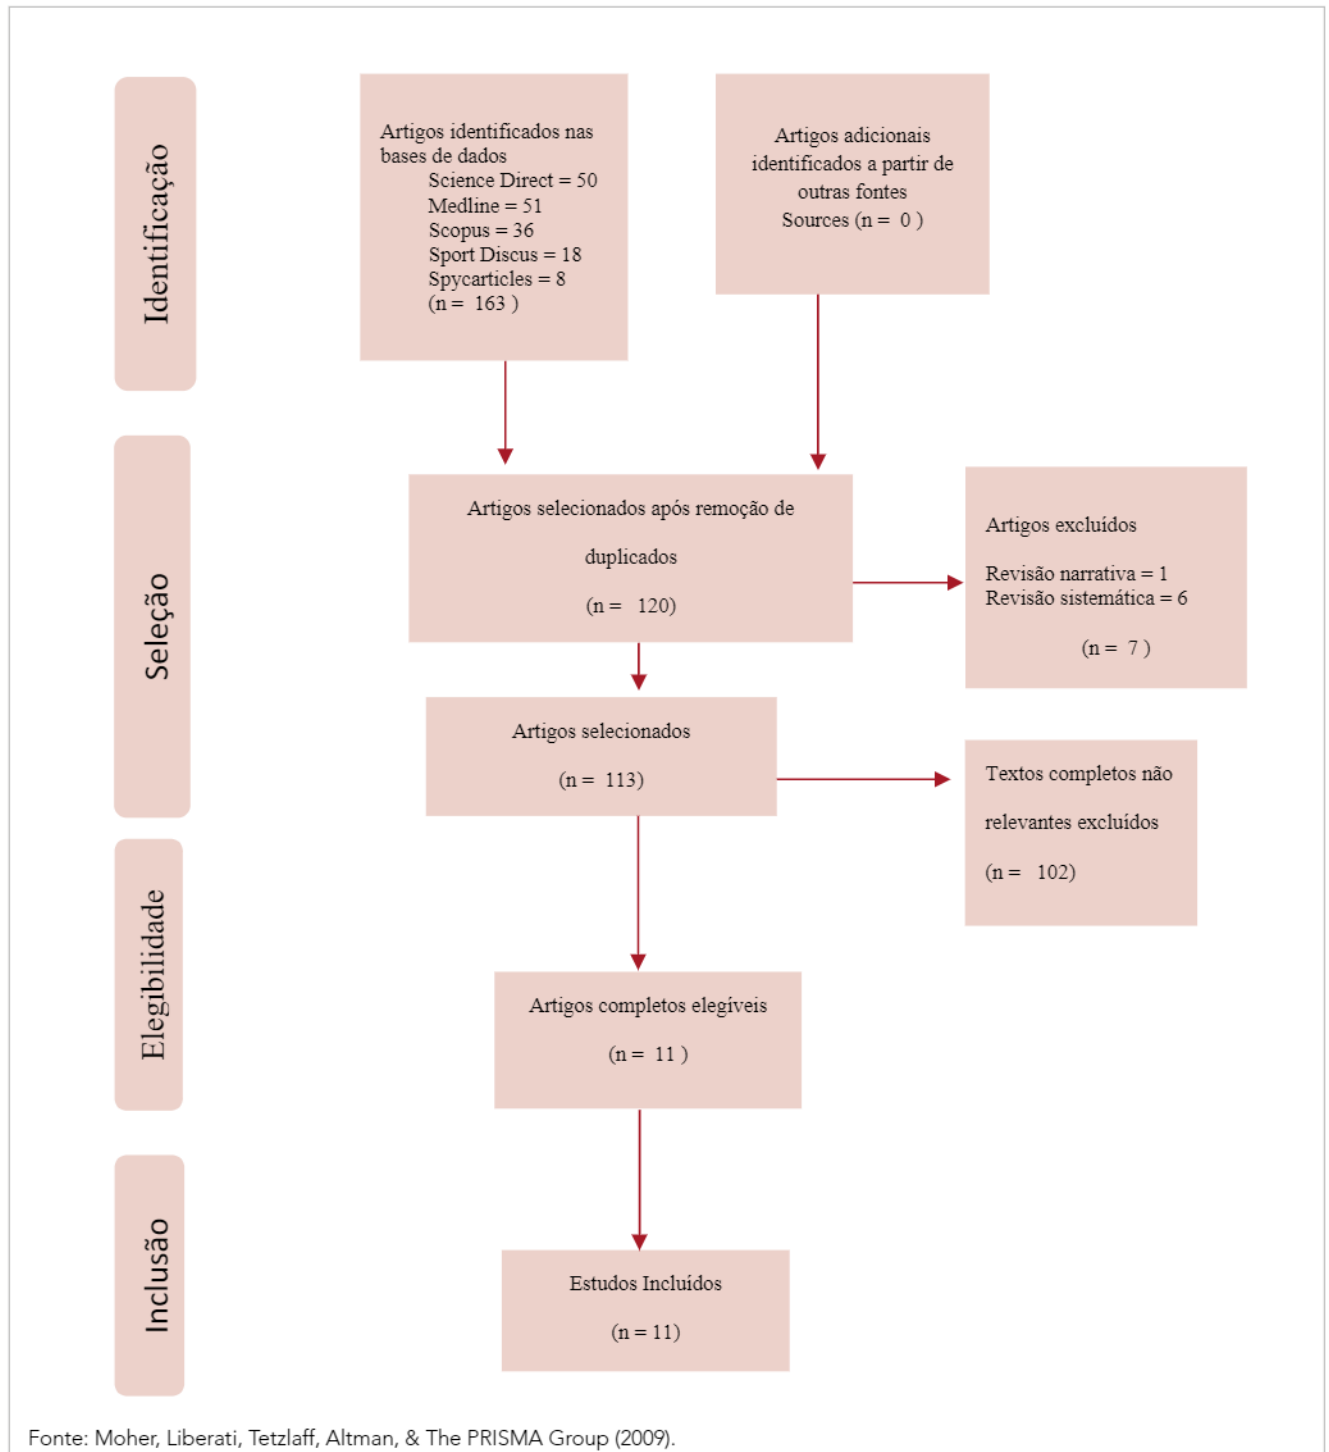 Identificação
Artigos identificados nas
bases de dados
Science Direct = 50
Medline = 51
Scopus = 36
Sport Discus = 18
Spycarticles = 8
(n = 163 )
Artigos adicionais
identificados a partir de
outras fontes
Sources (n = 0 )
Seleção
Artigos selecionados após remoção de
duplicados
(n = 120)
Artigos excluídos
Revisão narrativa = 1
Revisão sistemática = 6
(n = 7 )
Artigos selecionados
(n = 113)
Textos completos não
relevantes excluídos
(n = 102)
Elegibilidade
Artigos completos elegíveis
(n = 11 )
Inclusão
Estudos Incluídos
(n = 11)
Fonte: Moher, Liberati, Tetzlaff, Altman, & The PRISMA Group (2009).